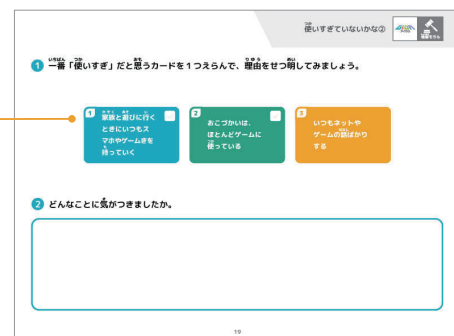 使いすぎていないかな②
1 一番「使いすぎ」だと思うカードを1つえらんで、理由をせつ明してみましょう。
1 家族と遊びに行く
ときにいつもス
マホやゲームきを
持っていく
2 おこづかいは、
ほとんどゲームに
使っている
3 いつもネットや
ゲームの話ばかり
する
2 どんなことに気がつきましたか。
19